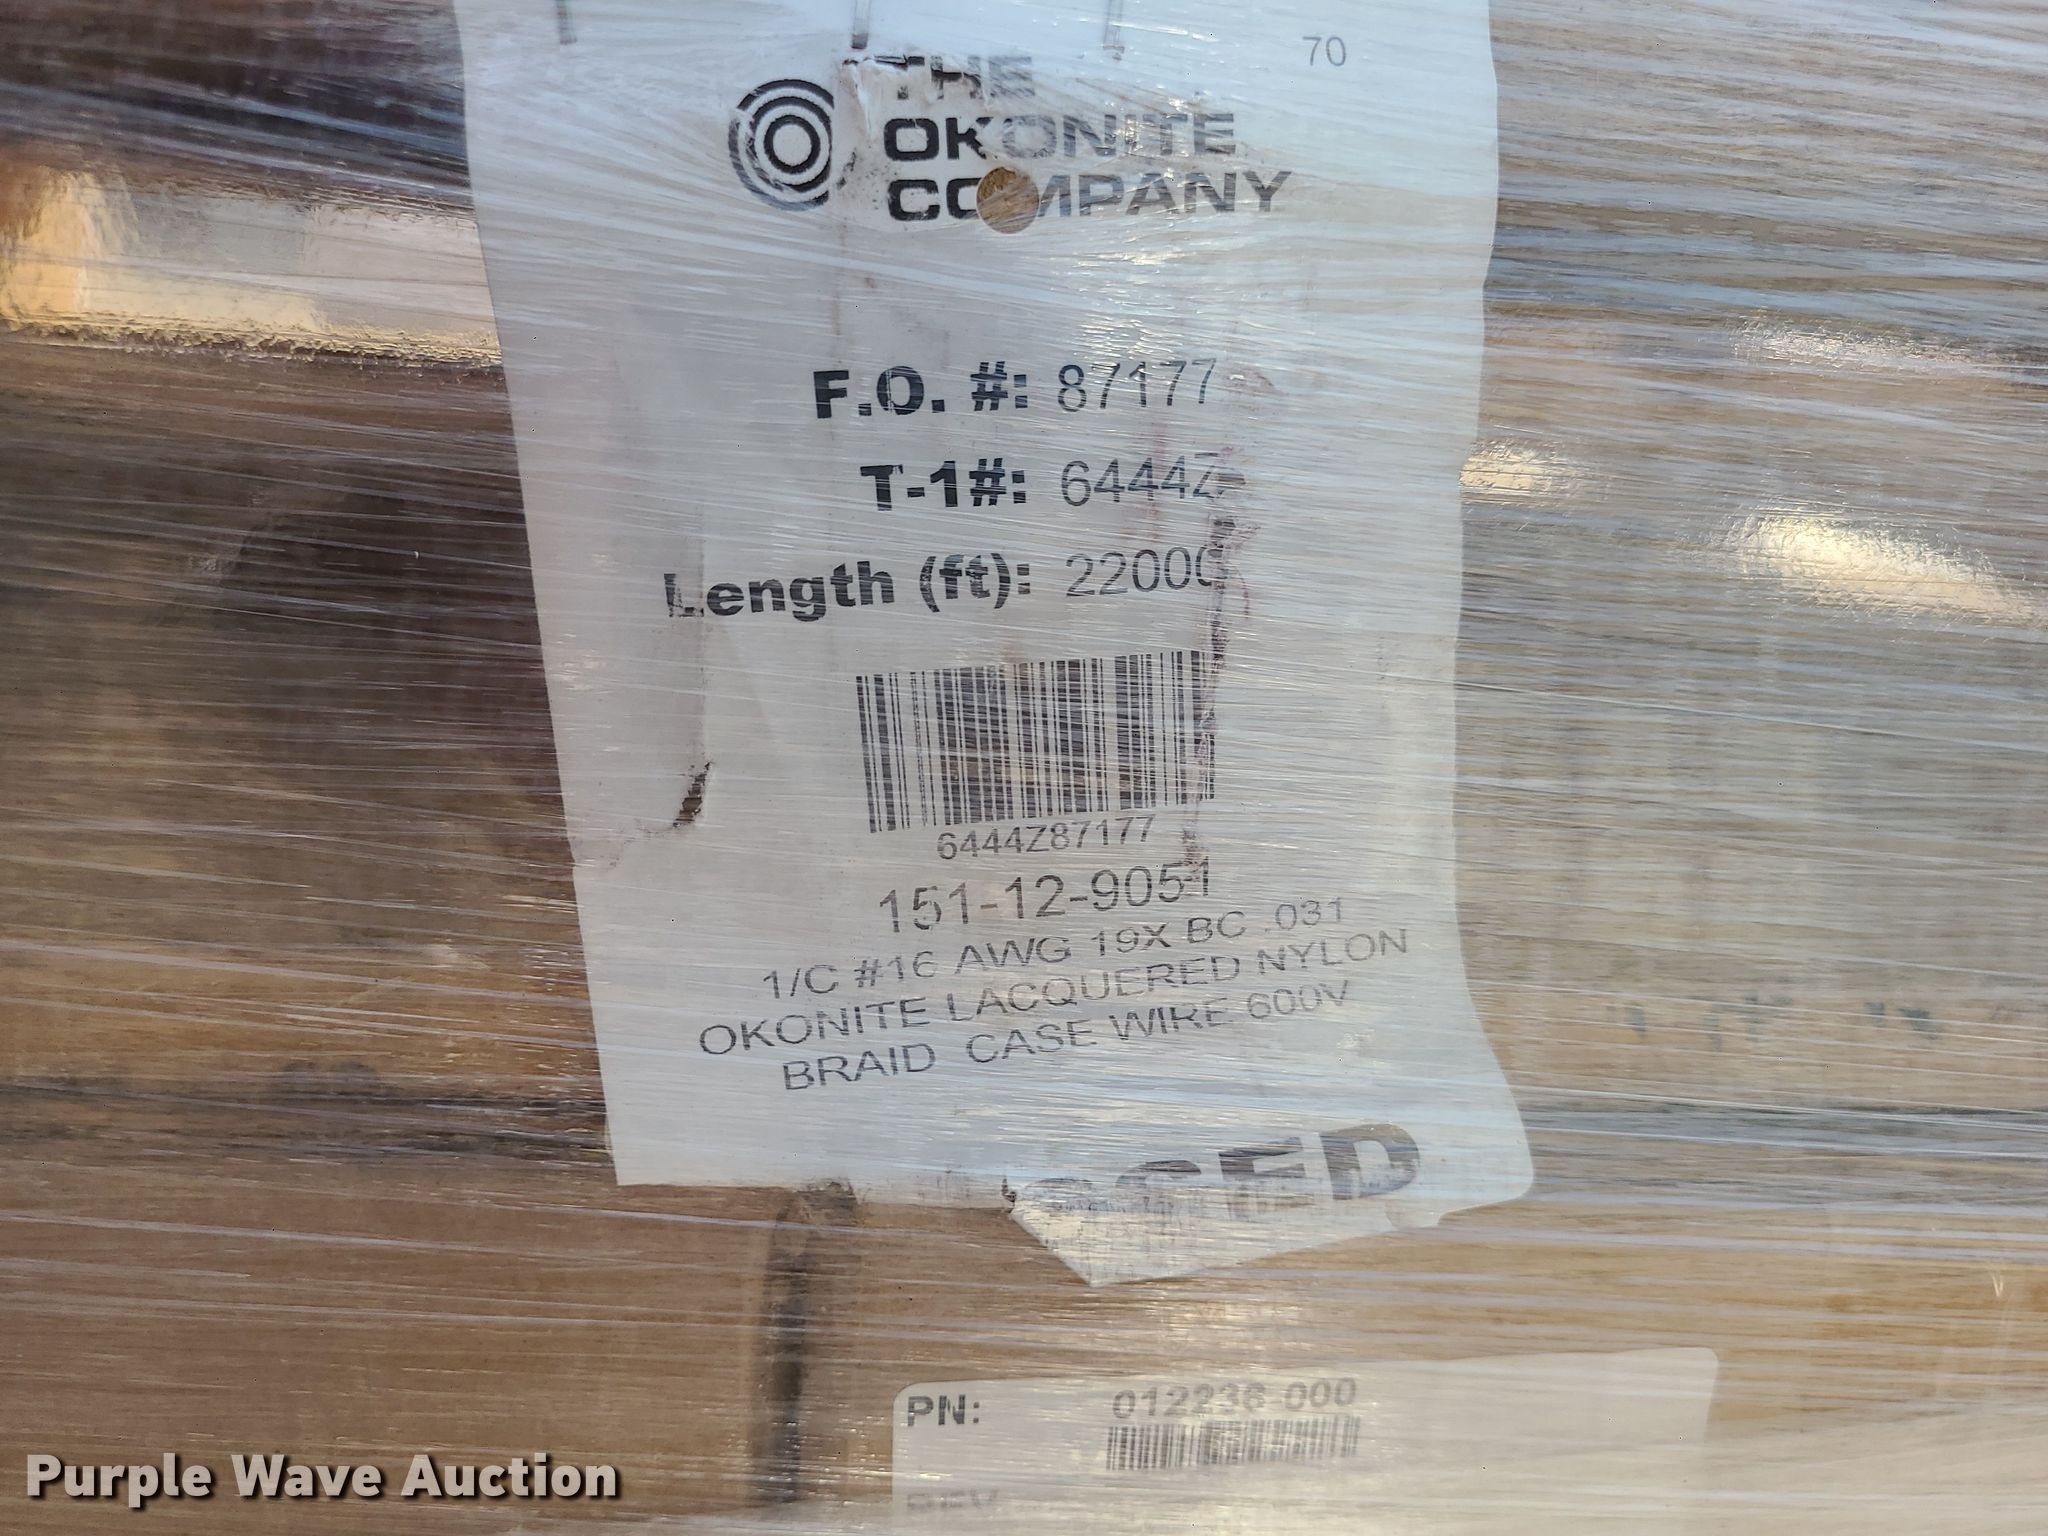 70
THE
OKONITE
COMPANY
F.O. #: 87177
T-1#: 6444Z
Length (ft): 22000
6444Z87177
151-12-9051
1/C #16 AWG 19X BC .031
OKONITE LACQUERED NYLON
BRAID CASE WIRE 600V
PN: 012236-000
Purple Wave Auction